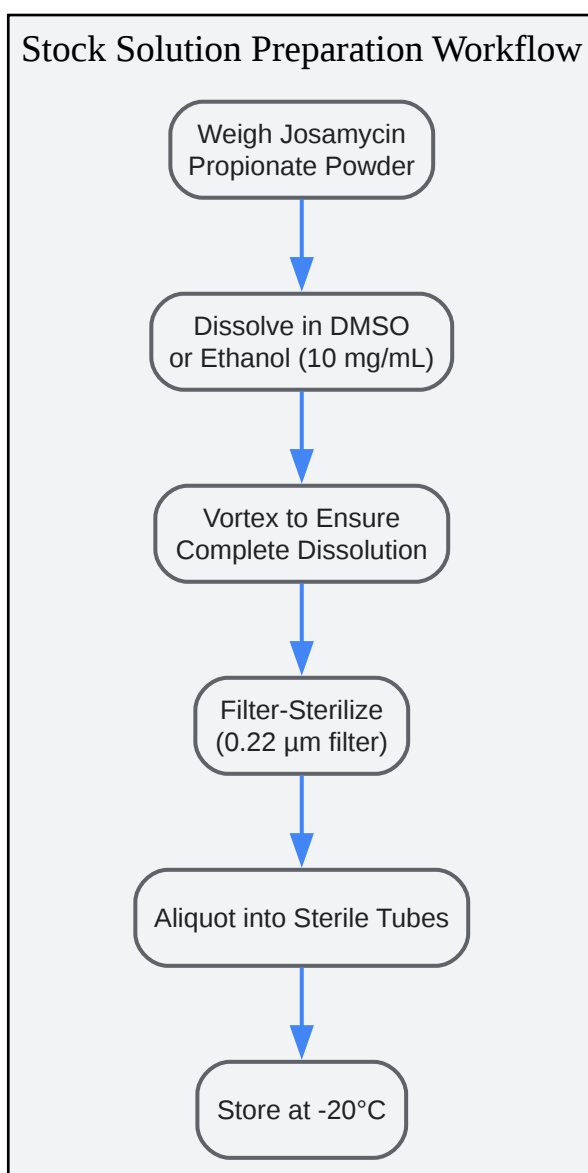 Stock Solution Preparation Workflow
Weigh Josamycin
Propionate Powder
Dissolve in DMSO
or Ethanol (10 mg/mL)
Vortex to Ensure
Complete Dissolution
Filter-Sterilize
(0.22 µm filter)
Aliquot into Sterile Tubes
Store at -20°C